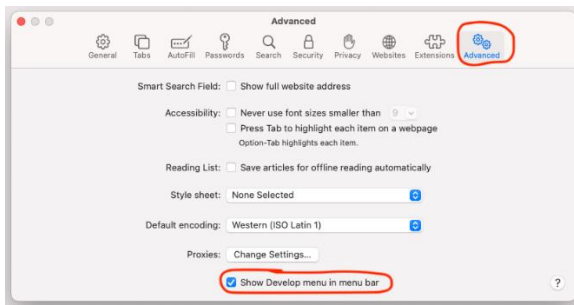 Advanced
General Tabs AutoFill Passwords Search Security Privacy Websites Extensions Advanced
Smart Search Field: Show full website address
Accessibility: Never use font sizes smaller than 9
Press Tab to highlight each item on a webpage
Option-Tab highlights each item.
Reading List: Save articles for offline reading automatically
Style sheet: None Selected
Default encoding: Western (ISO Latin 1)
Proxies: Change Settings...
Show Develop menu in menu bar
?